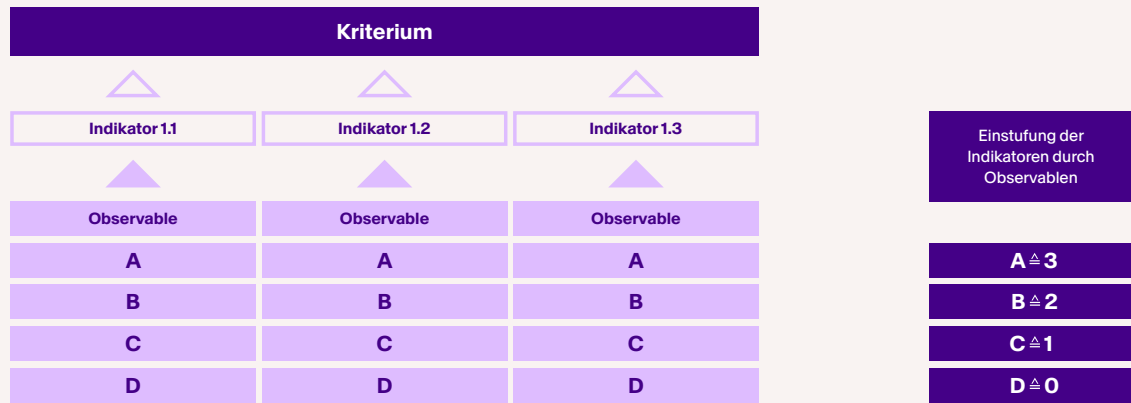 Kriterium
Indikator 1.1
Indikator 1.2
Indikator 1.3
Observable
Observable
Observable
A
A
A
B
B
B
C
C
C
D
D
D
Einstufung der
Indikatoren durch
Observablen
A ≙ 3
B ≙ 2
C ≙ 1
D ≙ 0